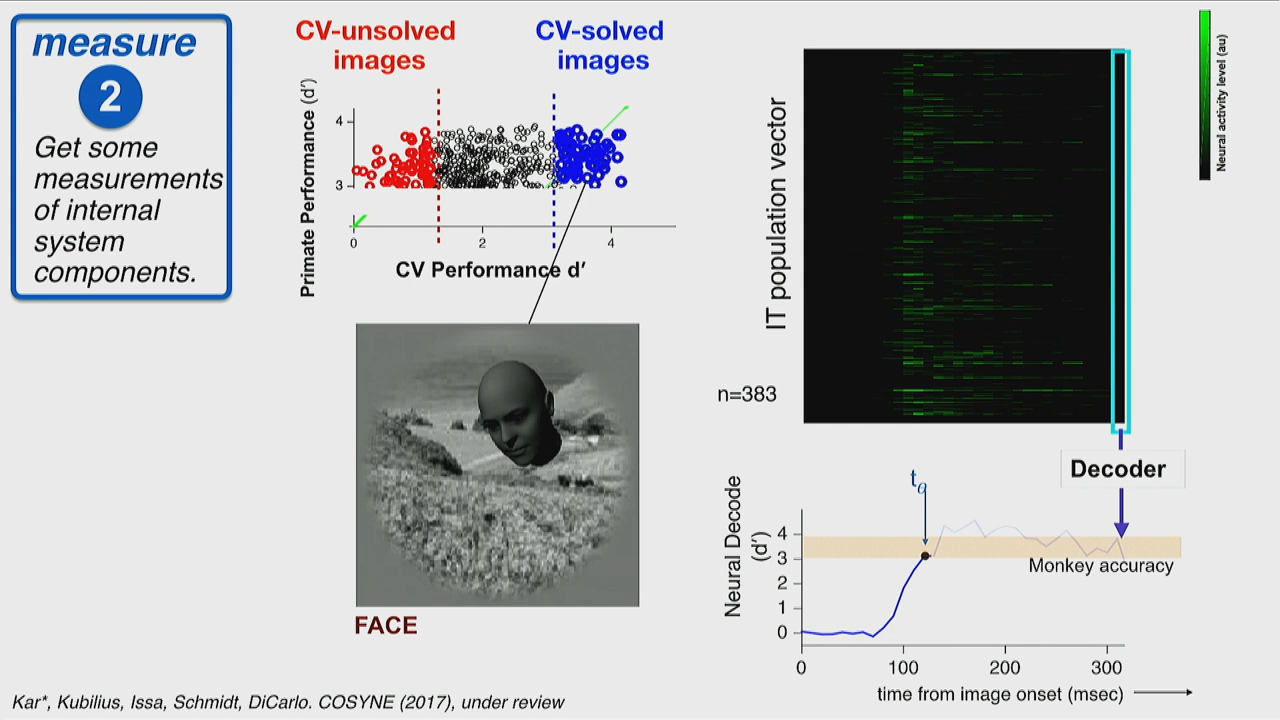 measure
2
Get some
measurements
of internal
system
components.
CV-unsolved
images
CV-solved
images
Primate Performance (d′)
4
3
0
2
4
CV Performance d′
FACE
IT population vector
n=383
Neural activity level (au)
Decoder
tθ
Neural Decode
(d′)
4
3
2
1
0
Monkey accuracy
0
100
200
300
time from image onset (msec)
Kar*, Kubilius, Issa, Schmidt, DiCarlo. COSYNE (2017), under review